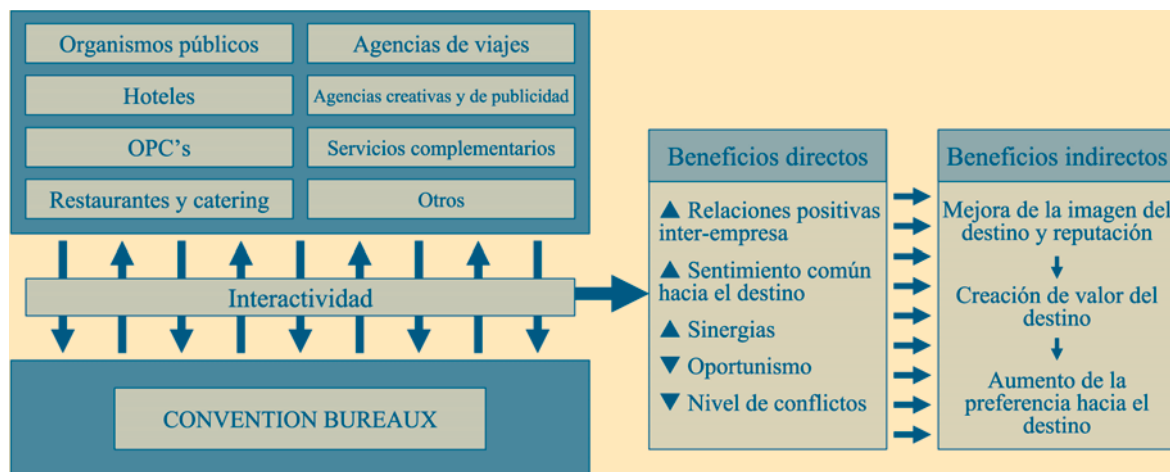 Organismos públicos
Agencias de viajes
Hoteles
Agencias creativas y de publicidad
OPC's
Servicios complementarios
Restaurantes y catering
Otros
Interactividad
CONVENTION BUREAUX
Beneficios directos
▲ Relaciones positivas
inter-empresa
▲ Sentimiento común
hacia el destino
▲ Sinergias
▼ Oportunismo
▼ Nivel de conflictos
Beneficios indirectos
Mejora de la imagen del
destino y reputación
Creación de valor del
destino
Aumento de la
preferencia hacia el
destino